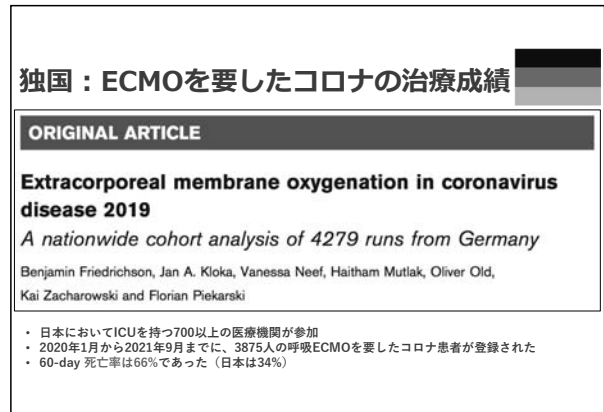 独国：ECMOを要したコロナの治療成績
ORIGINAL ARTICLE
Extracorporeal membrane oxygenation in coronavirus
disease 2019
A nationwide cohort analysis of 4279 runs from Germany
Benjamin Friedrichson, Jan A. Kloka, Vanessa Neef, Haitham Mutlak, Oliver Old,
Kai Zacharowski and Florian Piekarski
• 日本においてICUを持つ700以上の医療機関が参加
• 2020年1月から2021年9月までに、3875人の呼吸ECMOを要したコロナ患者が登録された
• 60-day 死亡率は66%であった（日本は34%）